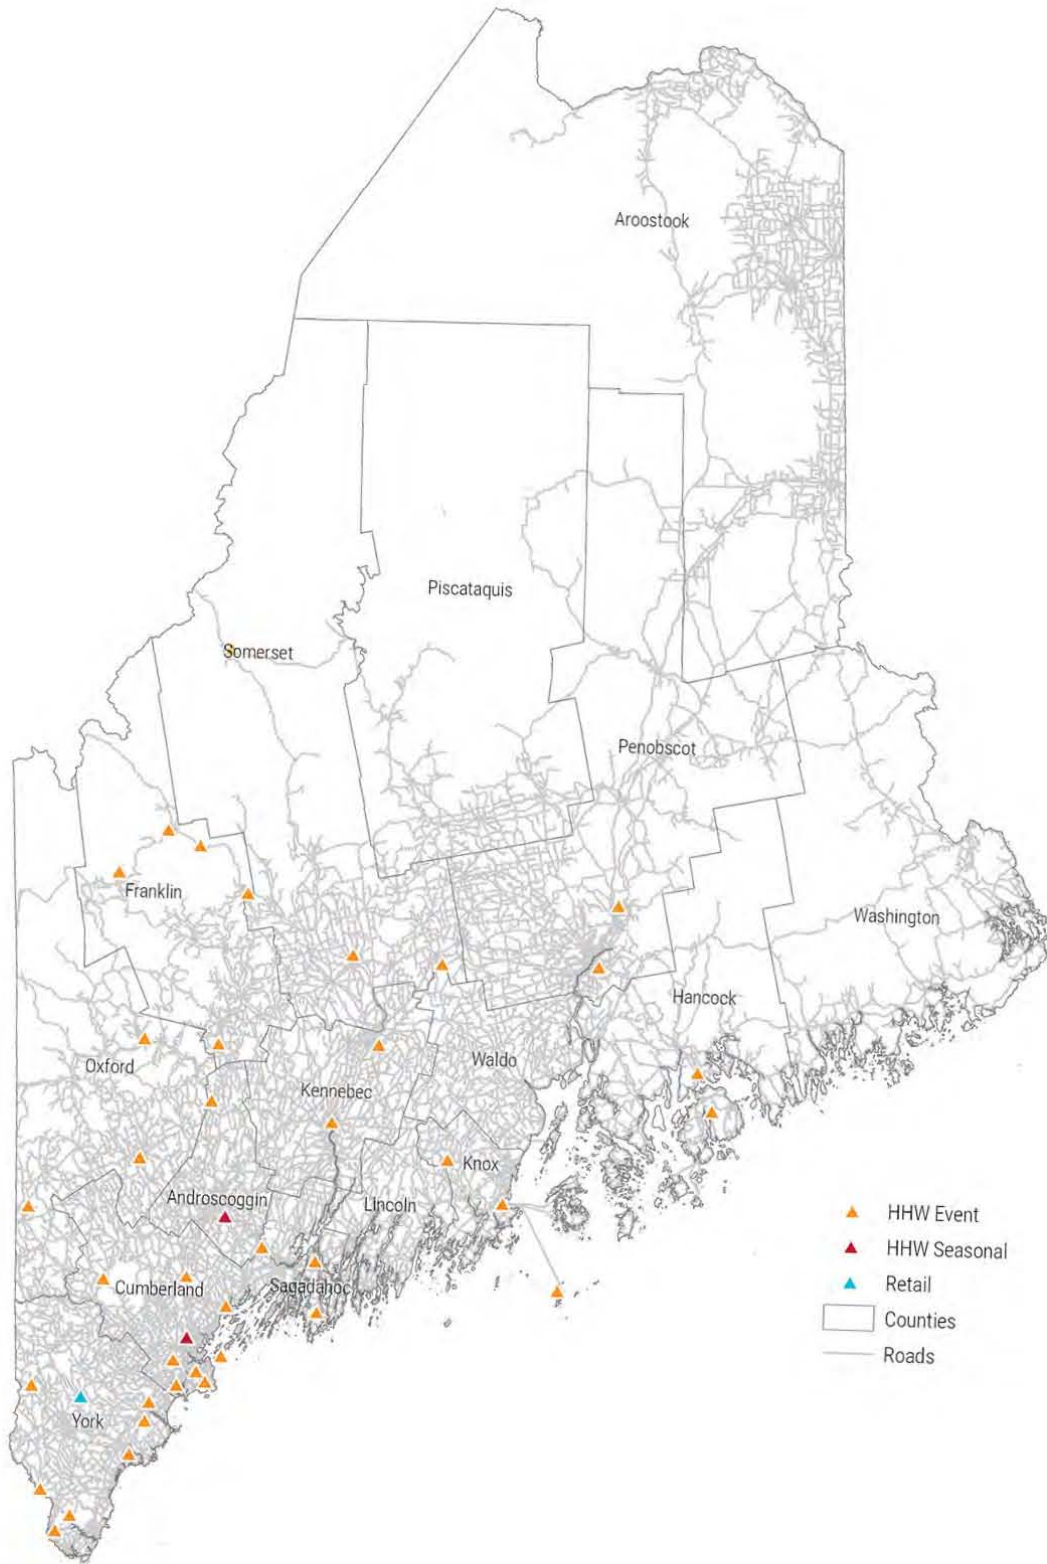 Aroostook
Piscataquis
Somerset
Penobscot
Franklin
Washington
Hancock
Oxford
Waldo
Kennebec
Knox
Androscoggin
Lincoln
HHW Event
HHW Seasonal
Cumberland
Sagadahoc
Retail
Counties
Roads
York